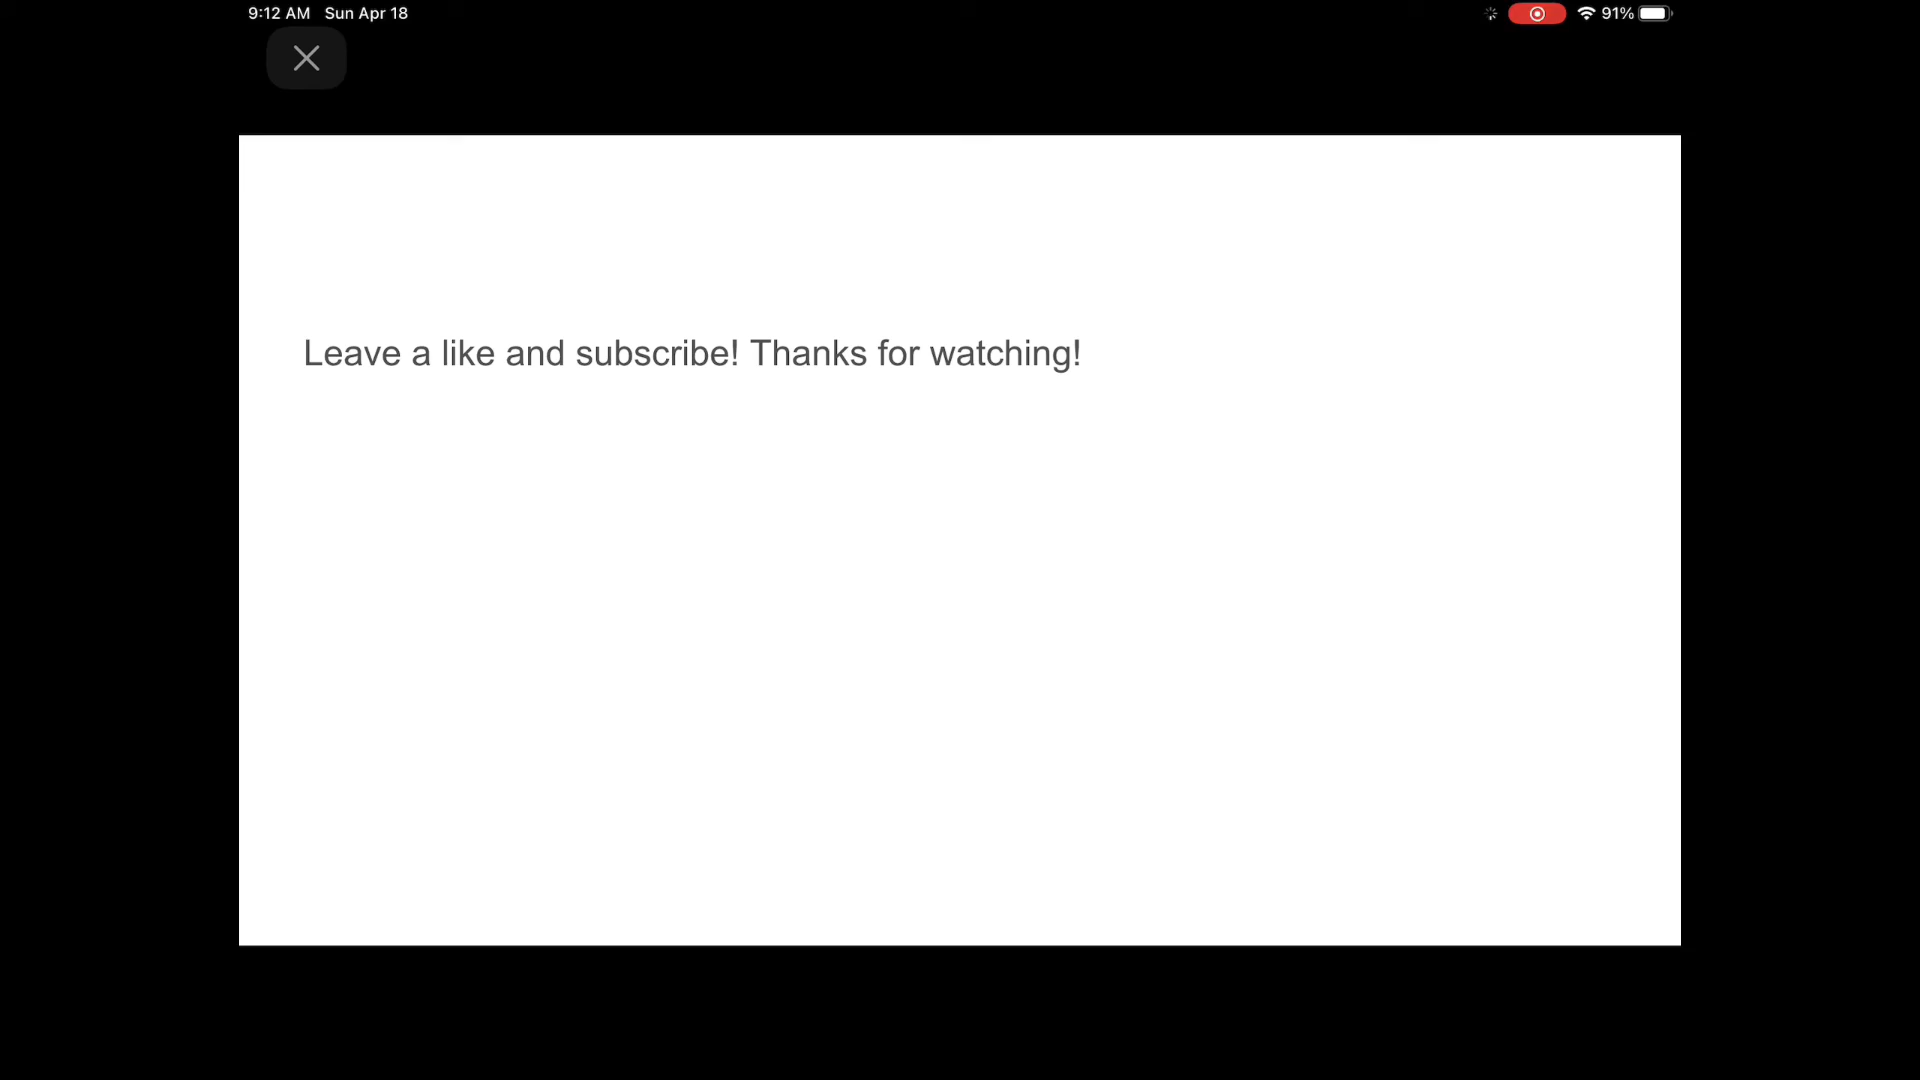 9:12 AM Sun Apr 18 91%
Leave a like and subscribe! Thanks for watching!